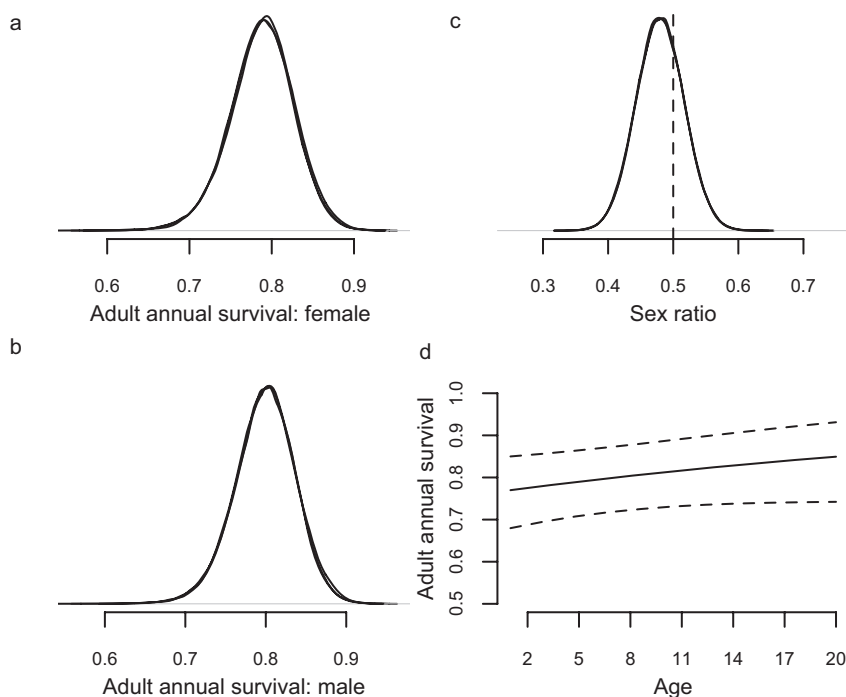 a
0.6 0.7 0.8 0.9
Adult annual survival: female
c
0.3 0.4 0.5 0.6 0.7
Sex ratio
b
0.6 0.7 0.8 0.9
Adult annual survival: male
d
Adult annual survival
1.0
0.9
0.8
0.7
0.6
0.5
2 5 8 11 14 17 20
Age